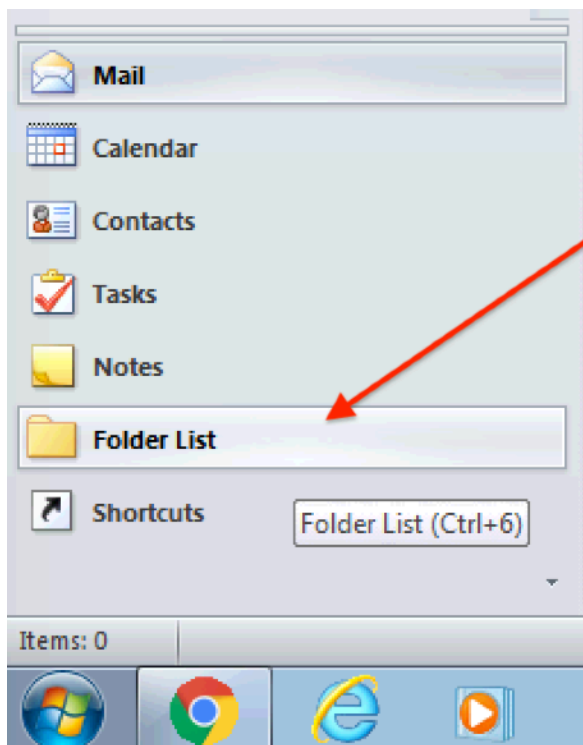 Mail
Calendar
Contacts
Tasks
Notes
Folder List
Shortcuts
Folder List (Ctrl+6)
Items: 0